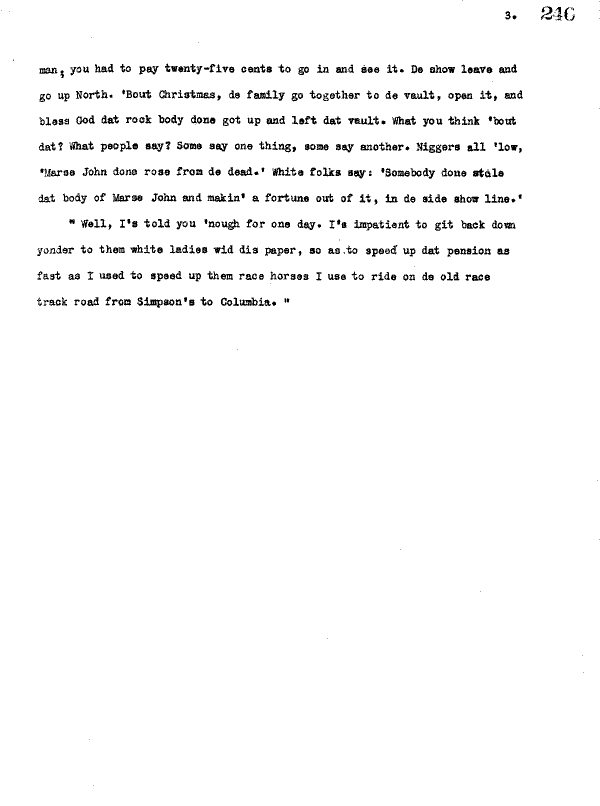 3. 246
man, you had to pay twenty-five cents to go in and see it. De show leave and
go up North. 'Bout Christmas, de family go together to de vault, open it, and
bless God dat rock body done got up and left dat vault. What you think 'bout
dat? What people say? Some say one thing, some say another. Niggers all 'low,
'Marse John done rose from de dead.' White folks say: 'Somebody done stole
dat body of Marse John and makin' a fortune out of it, in de side show line.'
" Well, I's told you 'nough for one day. I's impatient to git back down
yonder to them white ladies wid dis paper, so as to speed up dat pension as
fast as I used to speed up them race horses I use to ride on de old race
track road from Simpson's to Columbia. "